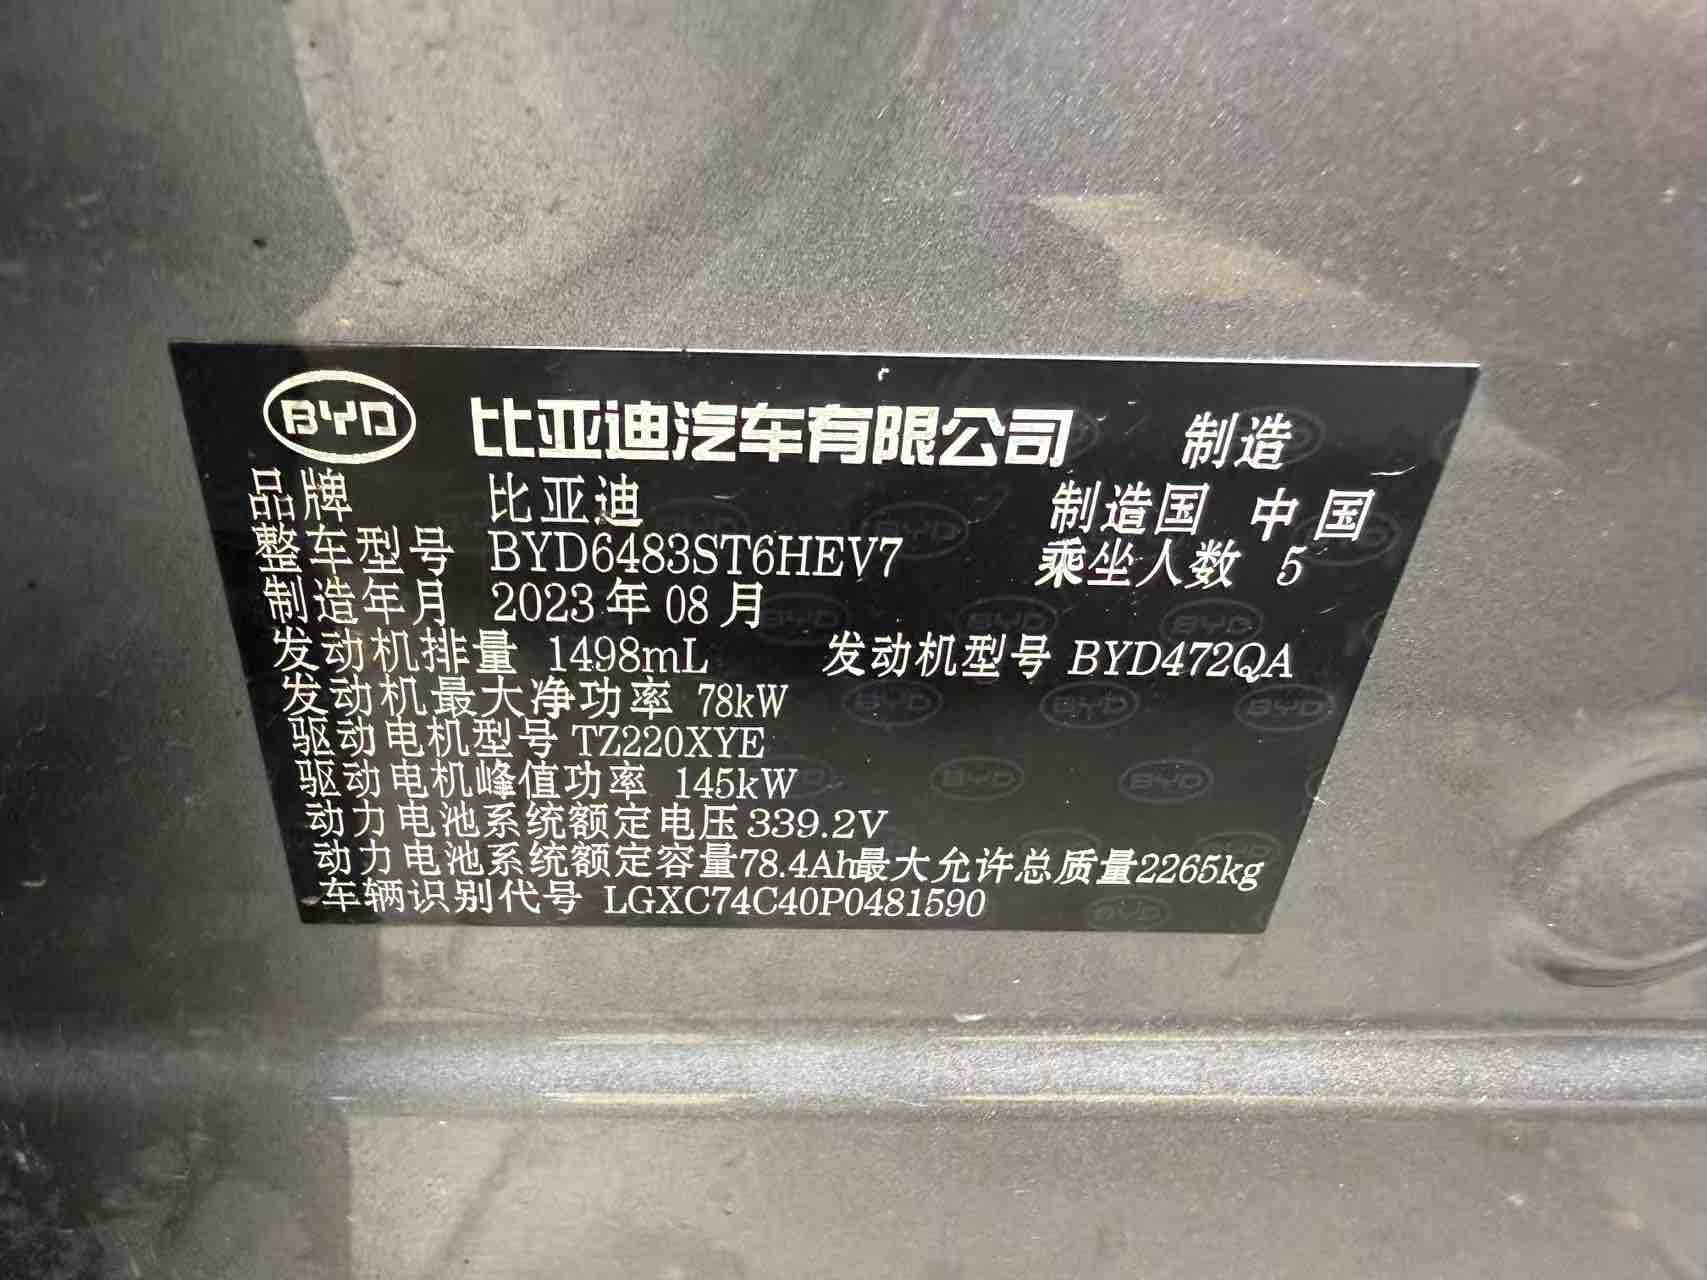 BYD 比亚迪汽车有限公司 制造
品牌 比亚迪 制造国 中国
整车型号 BYD6483ST6HEV7 乘坐人数 5
制造年月 2023年08月
发动机排量 1498mL 发动机型号 BYD472QA
发动机最大净功率 78kW
驱动电机型号 TZ220XYE
驱动电机峰值功率 145kW
动力电池系统额定电压 339.2V
动力电池系统额定容量78.4Ah最大允许总质量2265kg
车辆识别代号 LGXC74C40P0481590